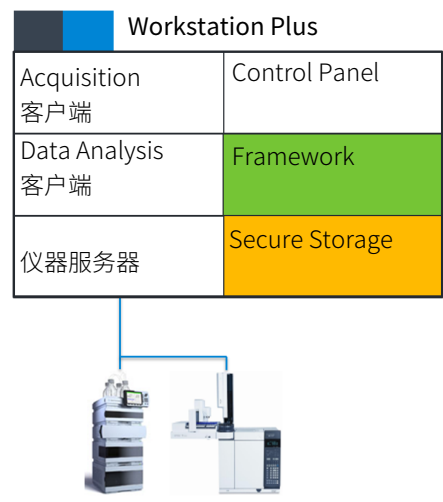 Workstation Plus
Acquisition
客户端
Control Panel
Data Analysis
客户端
Framework
仪器服务器
Secure Storage